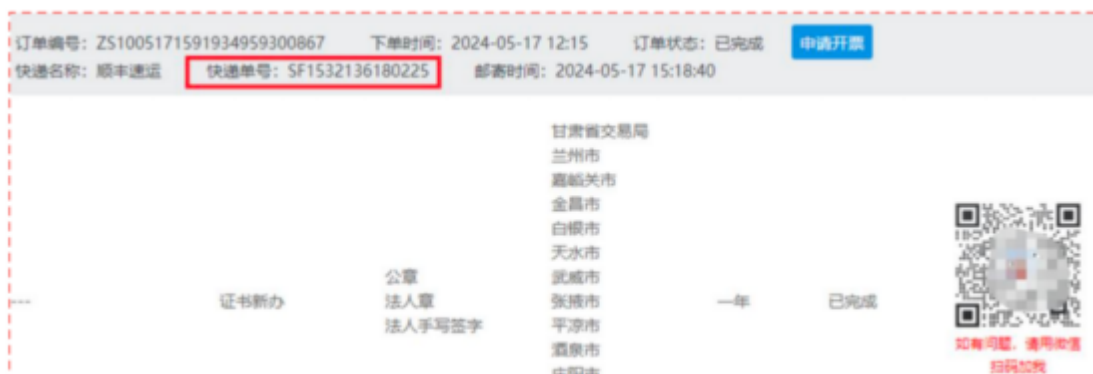 订单编号：ZS10051715919349593​00867 下单时间：2024-05-17 12:15 订单状态：已完成 申请开票
快递名称：顺丰速运 快递单号：SF1532136180225 邮寄时间：2024-05-17 15:18:40
甘肃省交易局
兰州市
嘉峪关市
金昌市
白银市
天水市
公章
武威市
---
证书新办
法人章
张掖市
一年
已完成
法人手写签字
平凉市
酒泉市
庆阳市
如有问题，请用微信
扫码加我